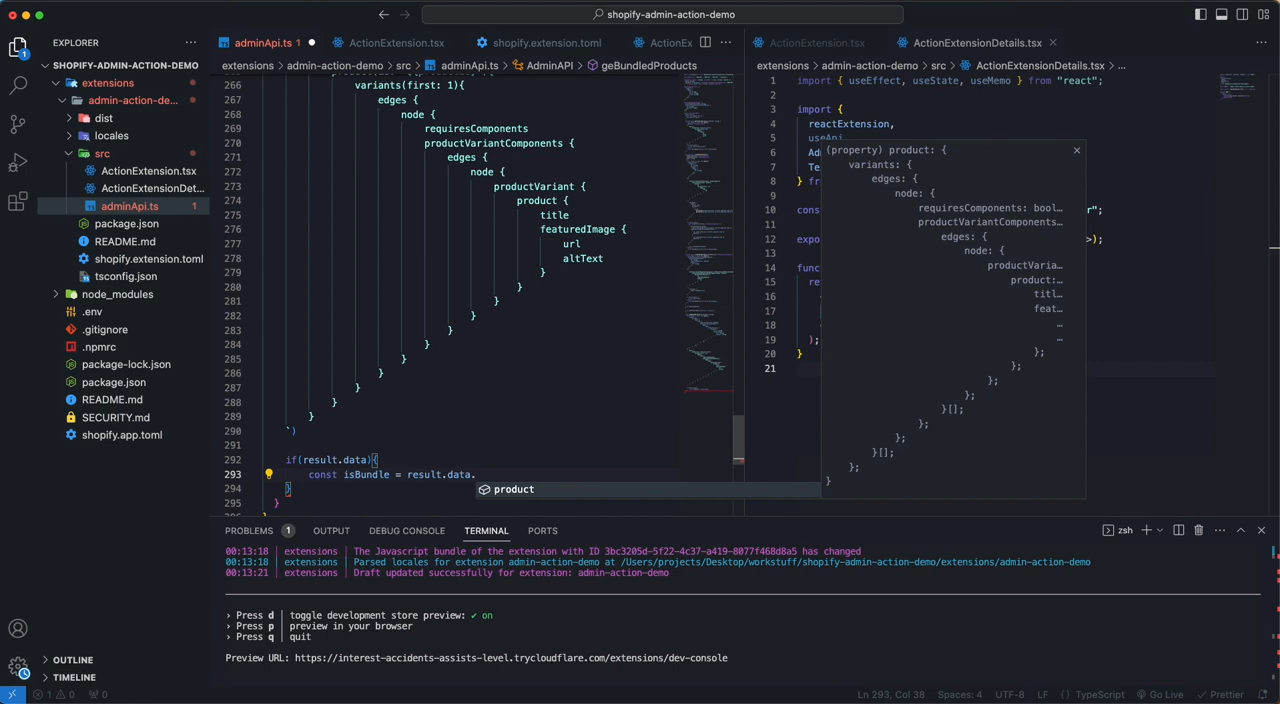 shopify-admin-action-demo
EXPLORER
SHOPIFY-ADMIN-ACTION-DEMO
extensions
admin-action-de...
dist
locales
src
ActionExtension.tsx
ActionExtensionDet...
adminApi.ts 1
package.json
README.md
shopify.extension.toml
tsconfig.json
node_modules
.env
.gitignore
.npmrc
package-lock.json
package.json
README.md
SECURITY.md
shopify.app.toml
OUTLINE
TIMELINE
adminApi.ts 1
ActionExtension.tsx
shopify.extension.toml
ActionEx
extensions > admin-action-demo > src > adminApi.ts > AdminAPI > geBundledProducts
266 variants(first: 1){
267 edges {
268 node {
269 requiresComponents
270 productVariantComponents {
271 edges {
272 node {
273 productVariant {
274 product {
275 title
276 featuredImage {
277 url
278 altText
279 }
280 }
281 }
282 }
283 }
284 }
285 }
286 }
287 }
288 }
289 }
290 `)
291
292 if(result.data){
293 const isBundle = result.data.
294 }
295 }
product
ActionExtension.tsx
ActionExtensionDetails.tsx
extensions > admin-action-demo > src > ActionExtensionDetails.tsx > ...
1 import { useEffect, useState, useMemo } from "react";
2
3 import {
4 reactExtension,
5 useApi
6 Ad
7 Te
8 } fro
9
10 cons r";
11
12 expo >);
13
14 func
15 re
16
17
18
19 );
20 }
21
(property) product: {
variants: {
edges: {
node: {
requiresComponents: bool…
productVariantComponents…
edges: {
node: {
productVaria…
product:…
titl…
feat…
…
…
};
};
};
};
}[];
};
};
}[];
};
}
PROBLEMS 1 OUTPUT DEBUG CONSOLE TERMINAL PORTS
zsh
00:13:18 | extensions | The Javascript bundle of the extension with ID 3bc3205d-5f22-4c37-a419-8077f468d8a5 has changed
00:13:18 | extensions | Parsed locales for extension admin-action-demo at /Users/projects/Desktop/workstuff/shopify-admin-action-demo/extensions/admin-action-demo
00:13:21 | extensions | Draft updated successfully for extension: admin-action-demo
› Press d | toggle development store preview: ✔ on
› Press p | preview in your browser
› Press q | quit
Preview URL: https://interest-accidents-assists-level.trycloudflare.com/extensions/dev-console
1 0 0 Ln 293, Col 38 Spaces: 4 UTF-8 LF {} TypeScript Go Live Prettier